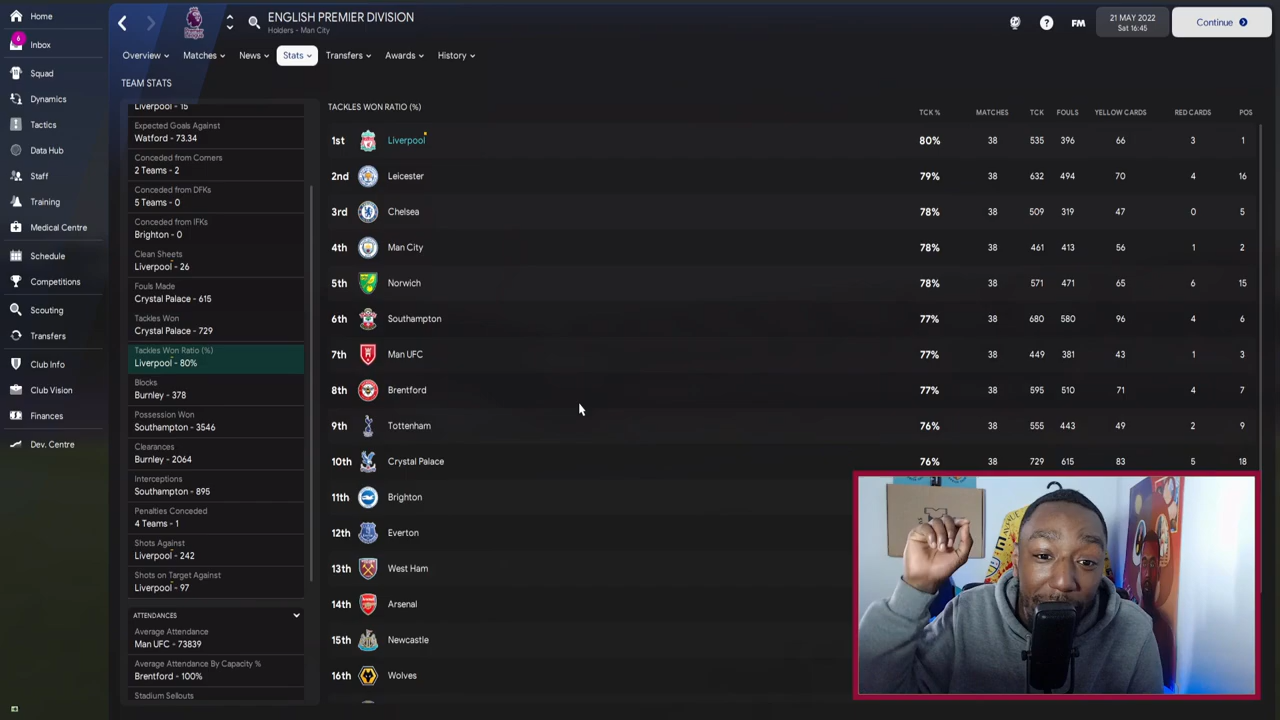 Home
6
Inbox
Squad
Dynamics
Tactics
Data Hub
Staff
Training
Medical Centre
Schedule
Competitions
Scouting
Transfers
Club Info
Club Vision
Finances
Dev. Centre
ENGLISH PREMIER DIVISION
Holders - Man City
?
FM
21 MAY 2022
Sat 16:45
Continue
Overview
Matches
News
Stats
Transfers
Awards
History
TEAM STATS
Liverpool - 15
Expected Goals Against
Watford - 73.34
Conceded from Corners
2 Teams - 2
Conceded from DFKs
5 Teams - 0
Conceded from IFKs
Brighton - 0
Clean Sheets
Liverpool - 26
Fouls Made
Crystal Palace - 615
Tackles Won
Crystal Palace - 729
Tackles Won Ratio (%)
Liverpool - 80%
Blocks
Burnley - 378
Possession Won
Southampton - 3546
Clearances
Burnley - 2064
Interceptions
Southampton - 895
Penalties Conceded
4 Teams - 1
Shots Against
Liverpool - 242
Shots on Target Against
Liverpool - 97
ATTENDANCES
Average Attendance
Man UFC - 73839
Average Attendance By Capacity %
Brentford - 100%
Stadium Sellouts
TACKLES WON RATIO (%) TCK % MATCHES TCK FOULS YELLOW CARDS RED CARDS POS
1st Liverpool 80% 38 535 396 66 3 1
2nd Leicester 79% 38 632 494 70 4 16
3rd Chelsea 78% 38 509 319 47 0 5
4th Man City 78% 38 461 413 56 1 2
5th Norwich 78% 38 571 471 65 6 15
6th Southampton 77% 38 680 580 96 4 6
7th Man UFC 77% 38 449 381 43 1 3
8th Brentford 77% 38 595 510 71 4 7
9th Tottenham 76% 38 555 443 49 2 9
10th Crystal Palace 76% 38 729 615 83 5 18
11th Brighton
12th Everton
13th West Ham
14th Arsenal
15th Newcastle
16th Wolves